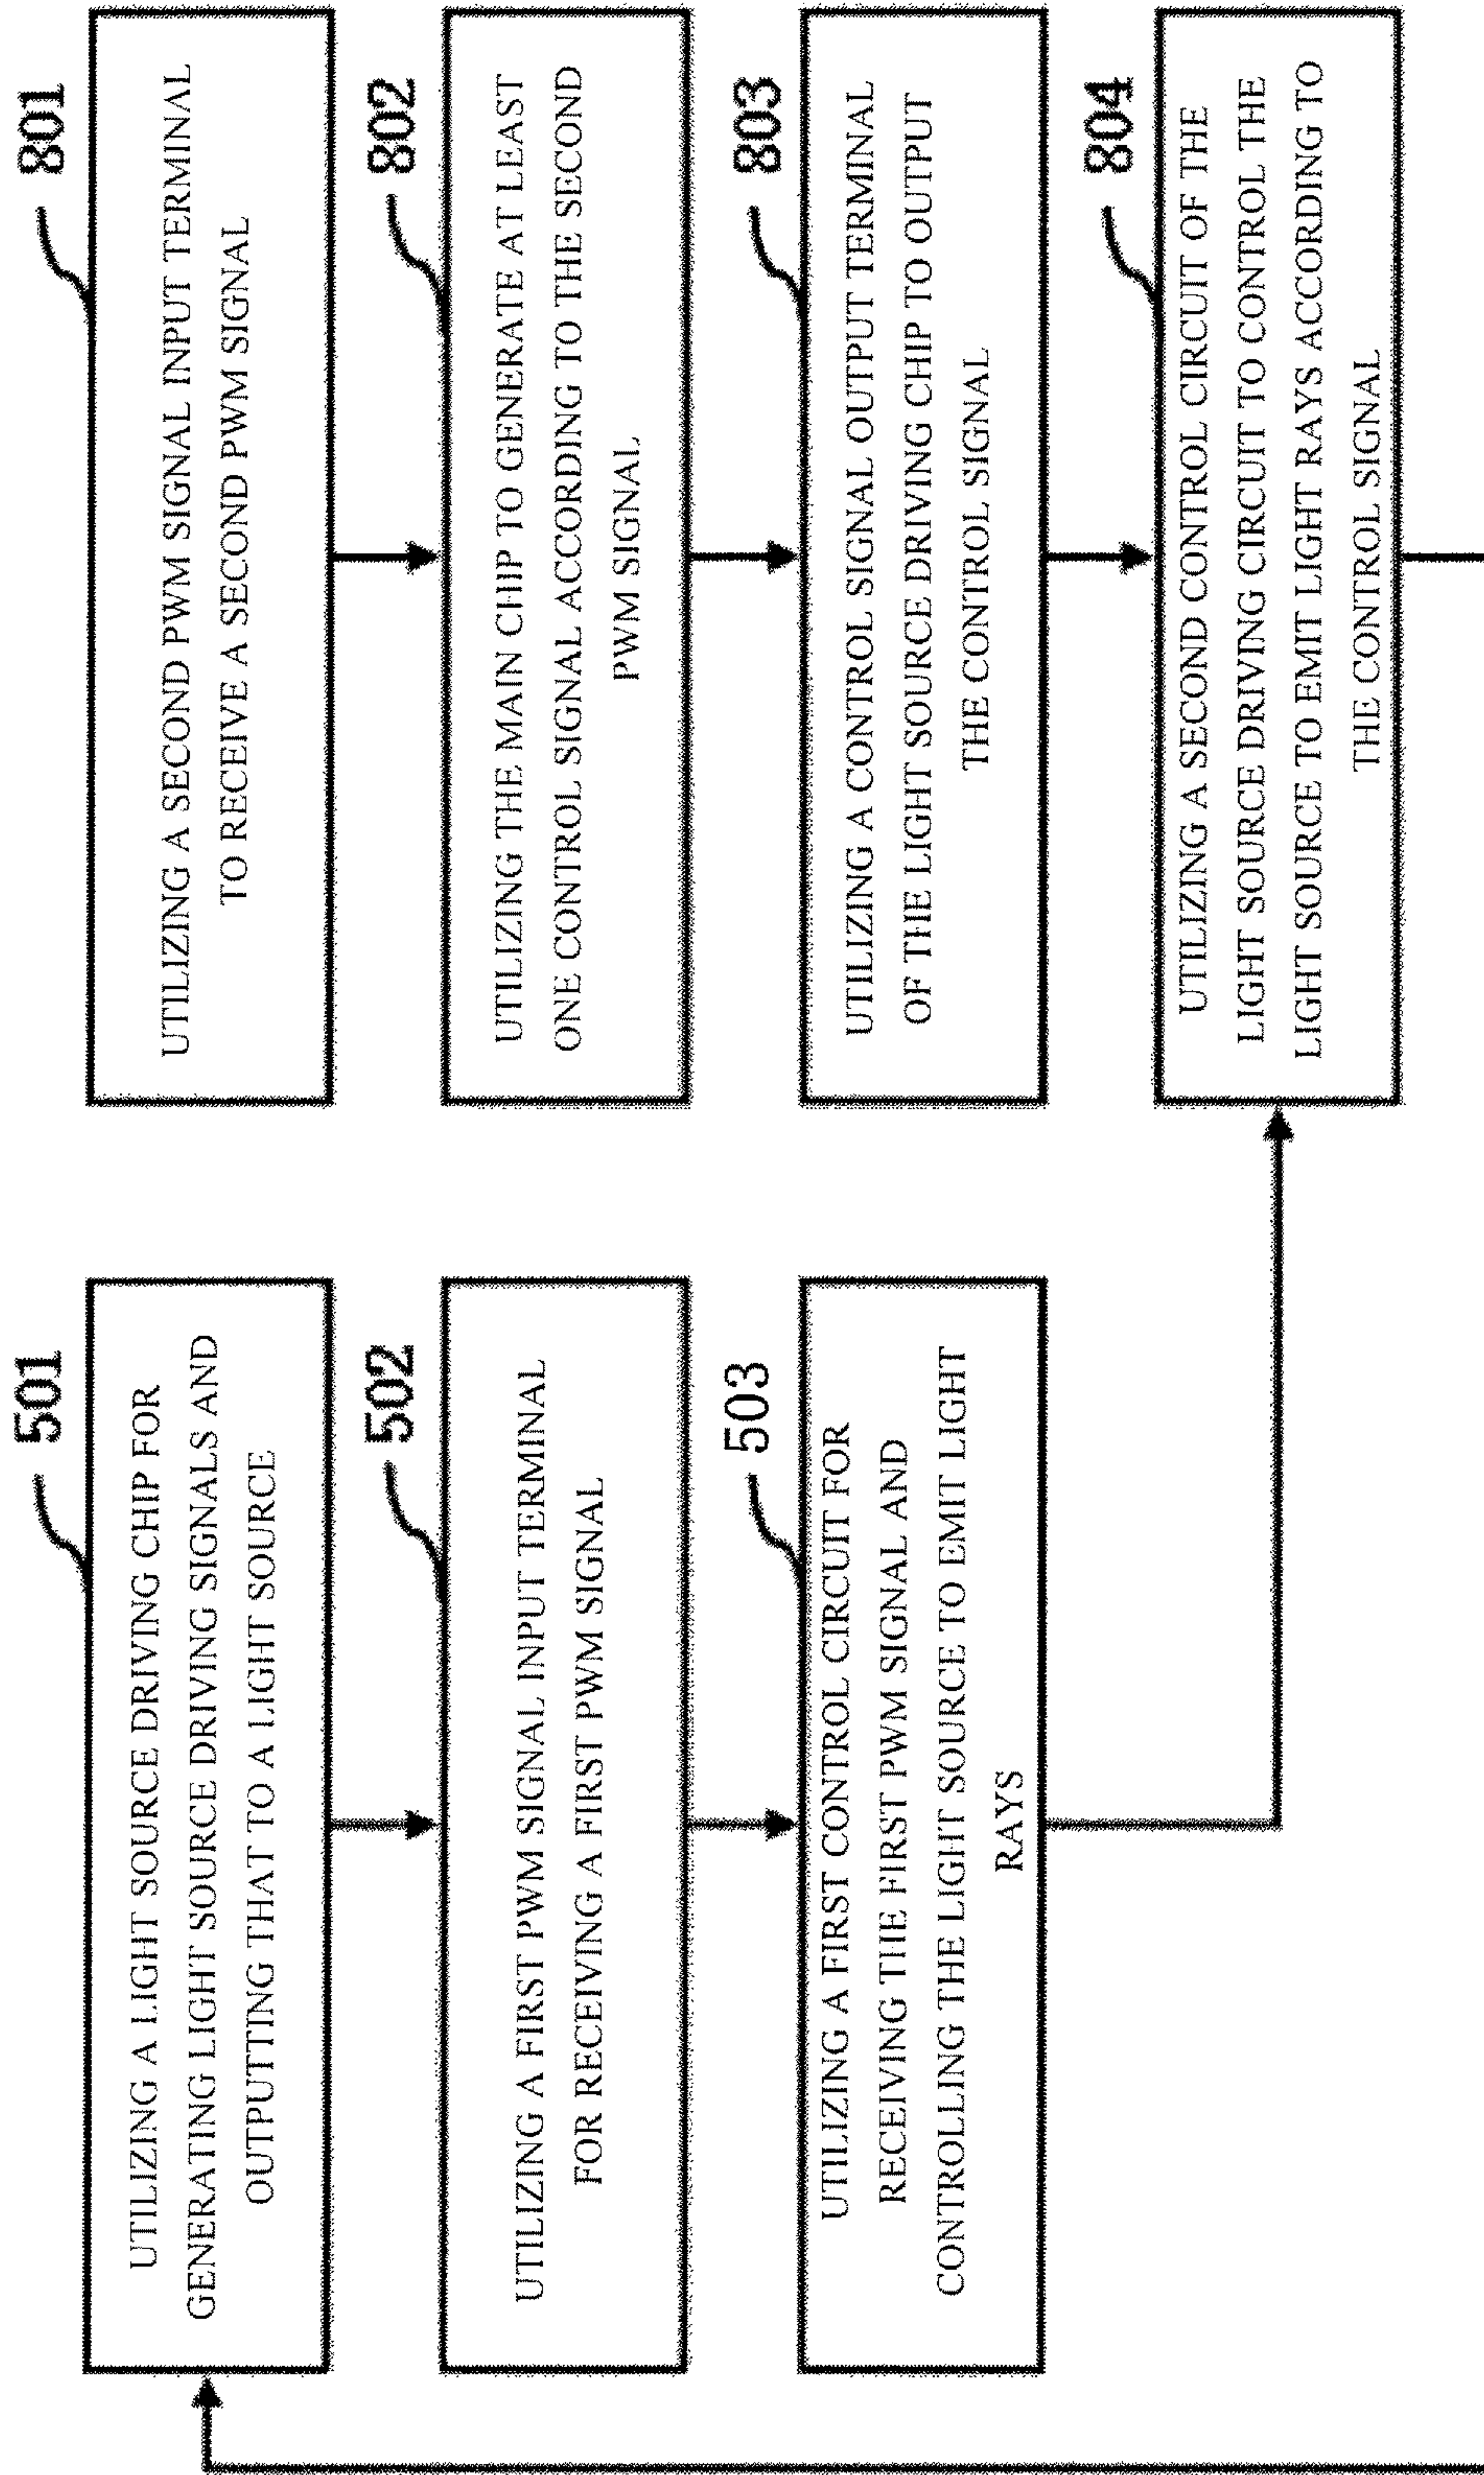 501
UTILIZING A LIGHT SOURCE DRIVING CHIP FOR
GENERATING LIGHT SOURCE DRIVING SIGNALS AND
OUTPUTTING THAT TO A LIGHT SOURCE
502
UTILIZING A FIRST PWM SIGNAL INPUT TERMINAL
FOR RECEIVING A FIRST PWM SIGNAL
503
UTILIZING A FIRST CONTROL CIRCUIT FOR
RECEIVING THE FIRST PWM SIGNAL AND
CONTROLLING THE LIGHT SOURCE TO EMIT LIGHT
RAYS
801
UTILIZING A SECOND PWM SIGNAL INPUT TERMINAL
TO RECEIVE A SECOND PWM SIGNAL
802
UTILIZING THE MAIN CHIP TO GENERATE AT LEAST
ONE CONTROL SIGNAL ACCORDING TO THE SECOND
PWM SIGNAL
803
UTILIZING A CONTROL SIGNAL OUTPUT TERMINAL
OF THE LIGHT SOURCE DRIVING CHIP TO OUTPUT
THE CONTROL SIGNAL
804
UTILIZING A SECOND CONTROL CIRCUIT OF THE
LIGHT SOURCE DRIVING CIRCUIT TO CONTROL THE
LIGHT SOURCE TO EMIT LIGHT RAYS ACCORDING TO
THE CONTROL SIGNAL